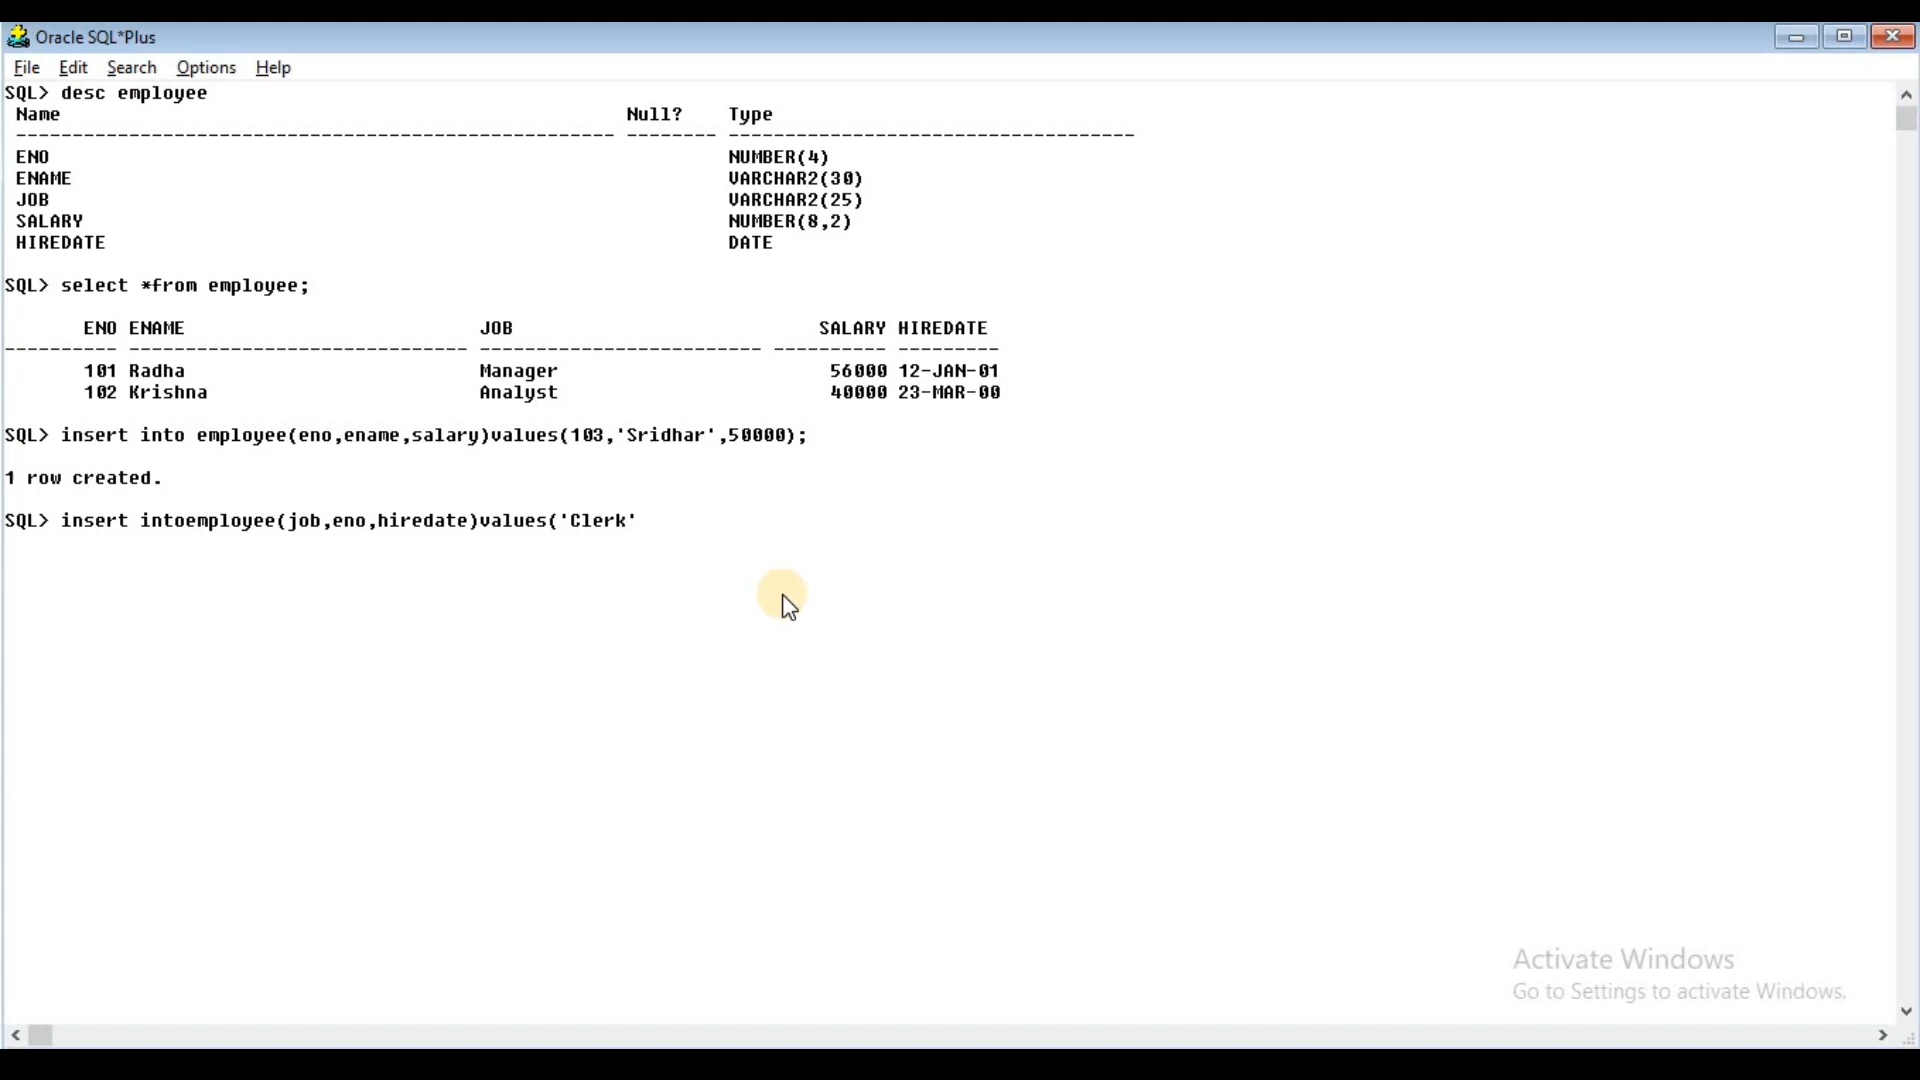 Oracle SQL*Plus
File Edit Search Options Help
SQL> desc employee
Name Null? Type
----------------------------------------------------- -------- ------------------------------------
ENO NUMBER(4)
ENAME VARCHAR2(30)
JOB VARCHAR2(25)
SALARY NUMBER(8,2)
HIREDATE DATE
SQL> select *from employee;
ENO ENAME JOB SALARY HIREDATE
---------- ------------------------------ ------------------------- ---------- ---------
101 Radha Manager 56000 12-JAN-01
102 Krishna Analyst 40000 23-MAR-00
SQL> insert into employee(eno,ename,salary)values(103,'Sridhar',50000);
1 row created.
SQL> insert intoemployee(job,eno,hiredate)values('Clerk'
Activate Windows
Go to Settings to activate Windows.